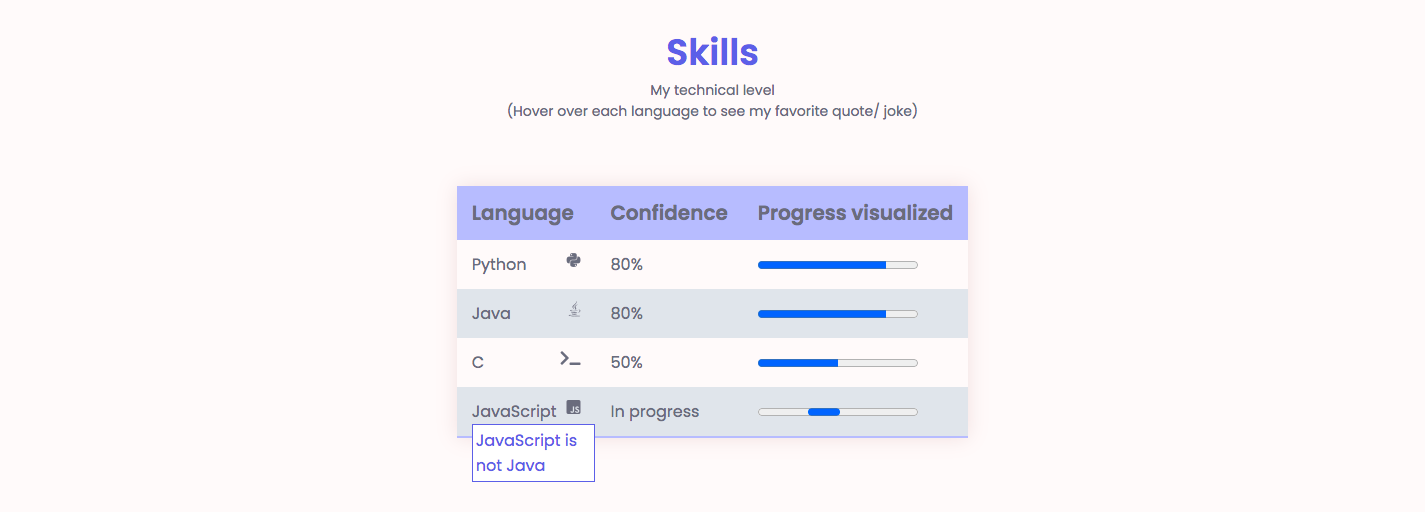 Skills
My technical level
(Hover over each language to see my favorite quote/ joke)
Language Confidence Progress visualized
Python 80%
Java 80%
C 50%
JavaScript JS In progress
JavaScript is
not Java